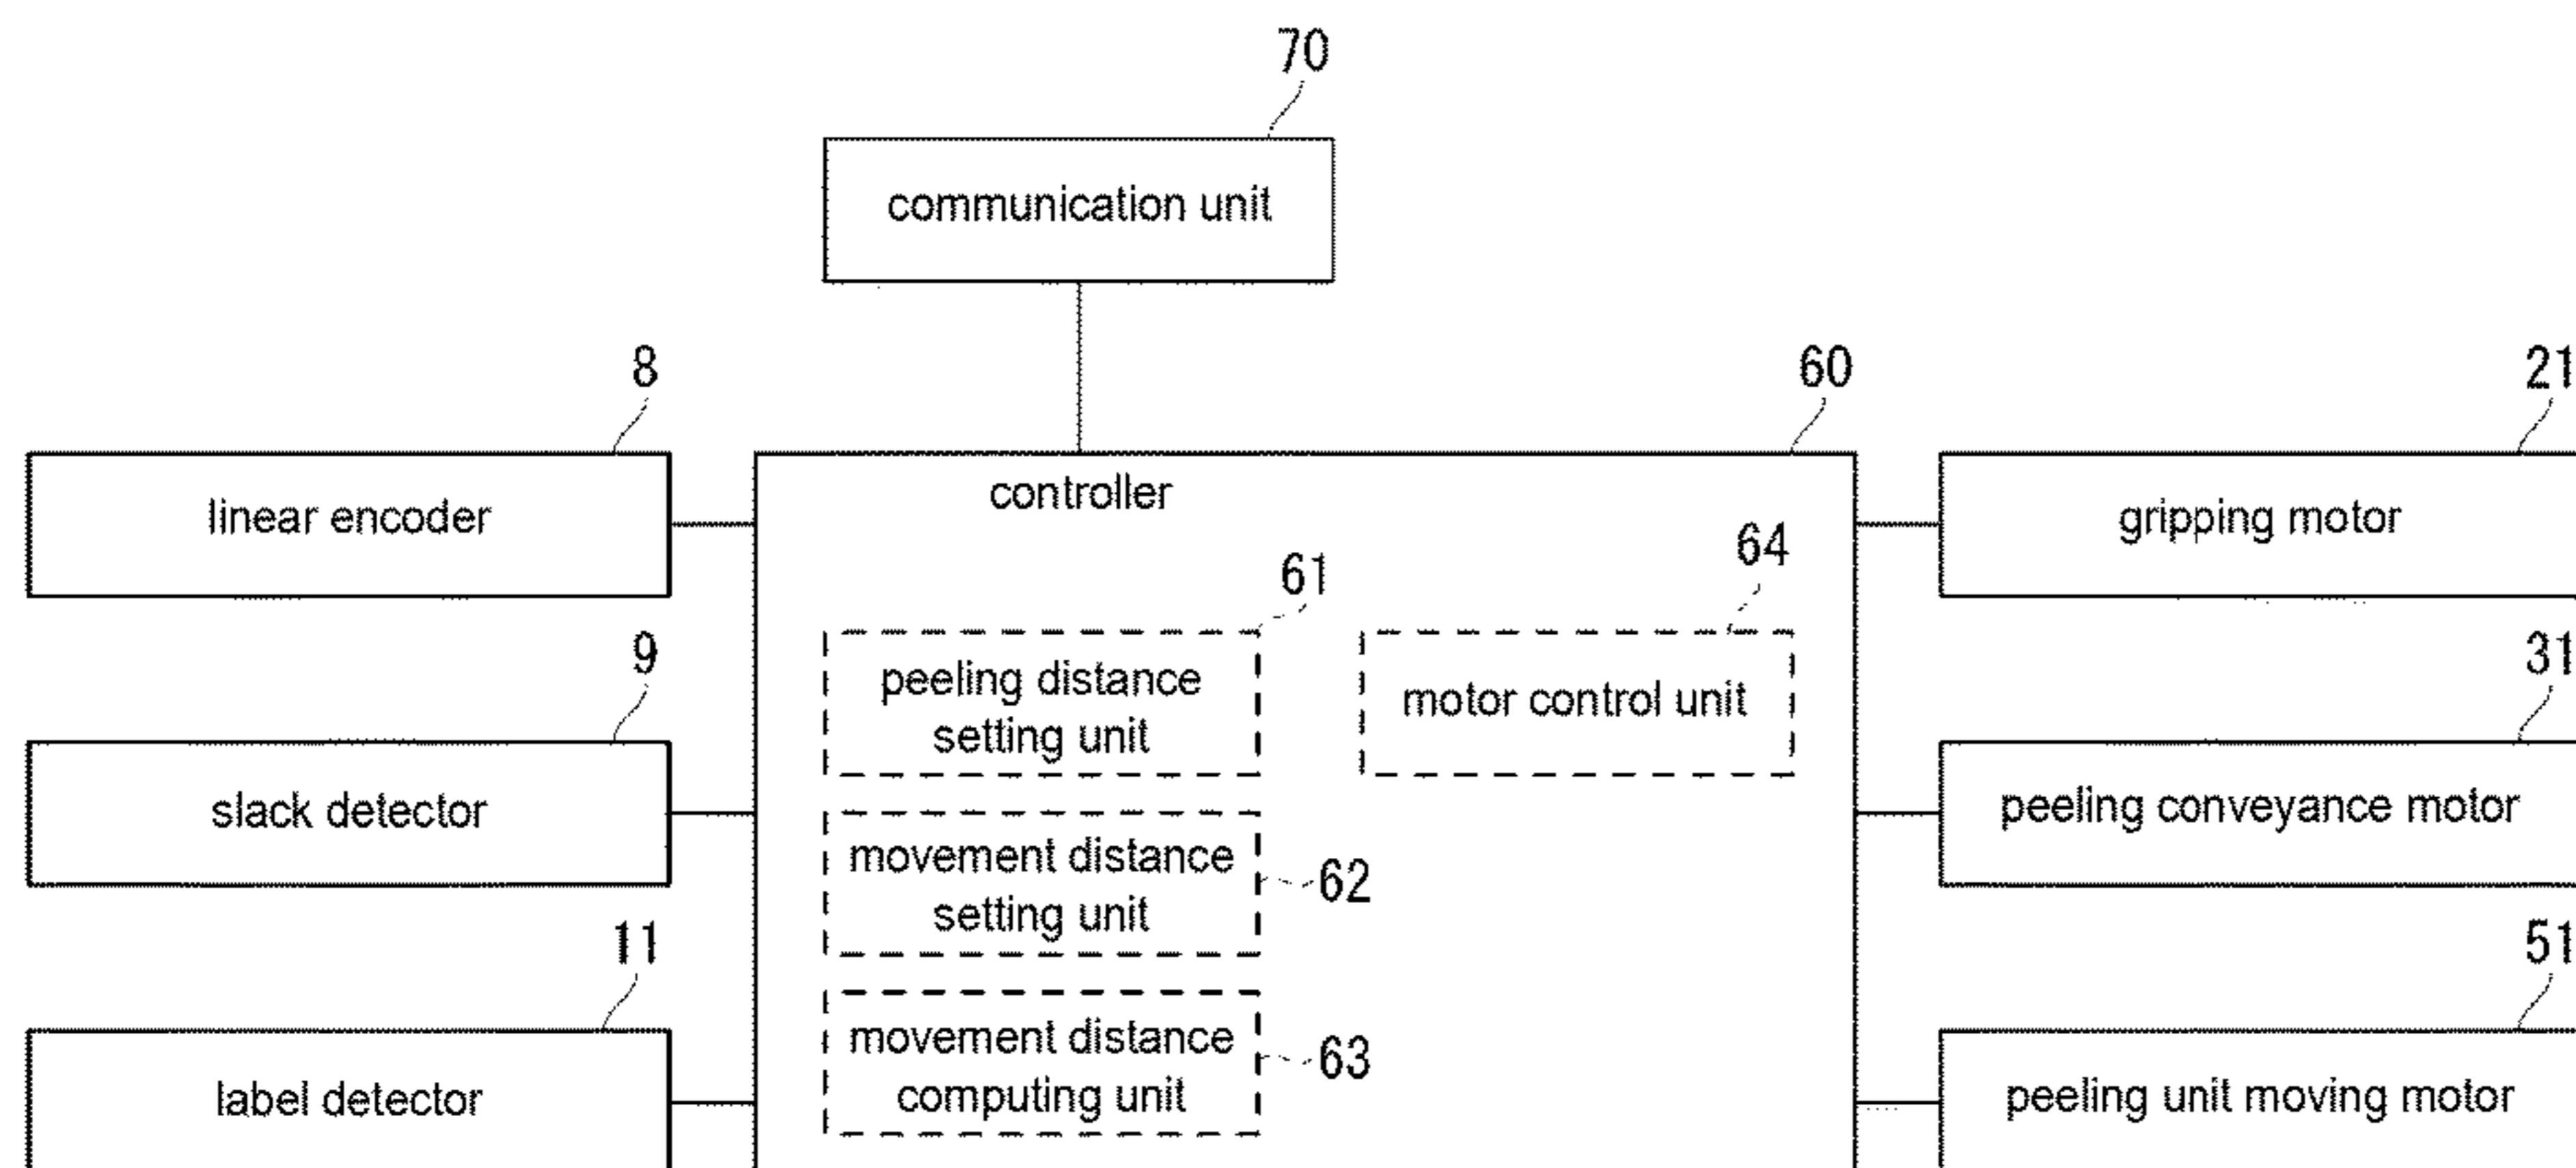 70
communication unit
8
60
21
linear encoder
controller
gripping motor
61
64
9
31
peeling distance
setting unit
motor control unit
slack detector
peeling conveyance motor
movement distance
setting unit
62
11
51
movement distance
computing unit
63
label detector
peeling unit moving motor